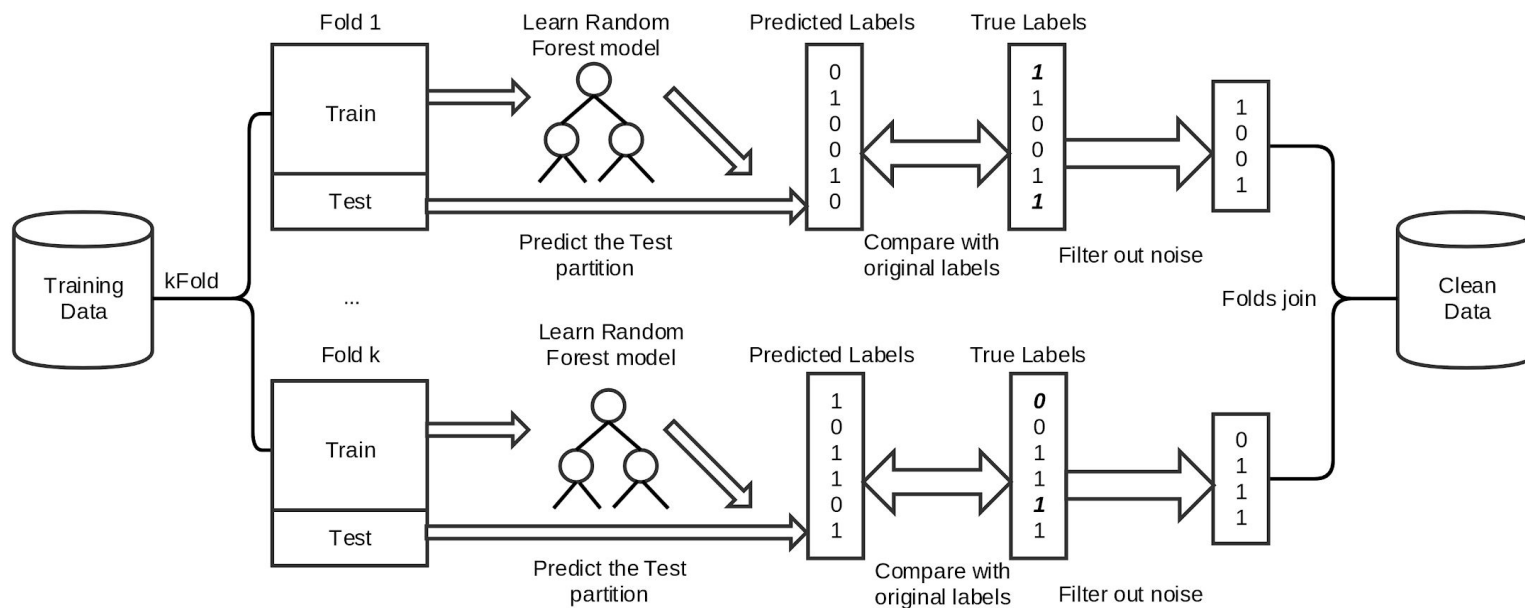 Fold 1
Learn Random
Forest model
Predicted Labels
True Labels
Train
Test
0
1
0
0
1
0
1
1
0
0
1
1
1
0
0
1
Predict the Test
partition
Compare with
original labels
Filter out noise
Training
Data
kFold
...
Folds join
Clean
Data
Fold k
Learn Random
Forest model
Predicted Labels
True Labels
Train
Test
1
0
1
1
0
1
0
0
1
1
1
1
0
1
1
1
Predict the Test
partition
Compare with
original labels
Filter out noise